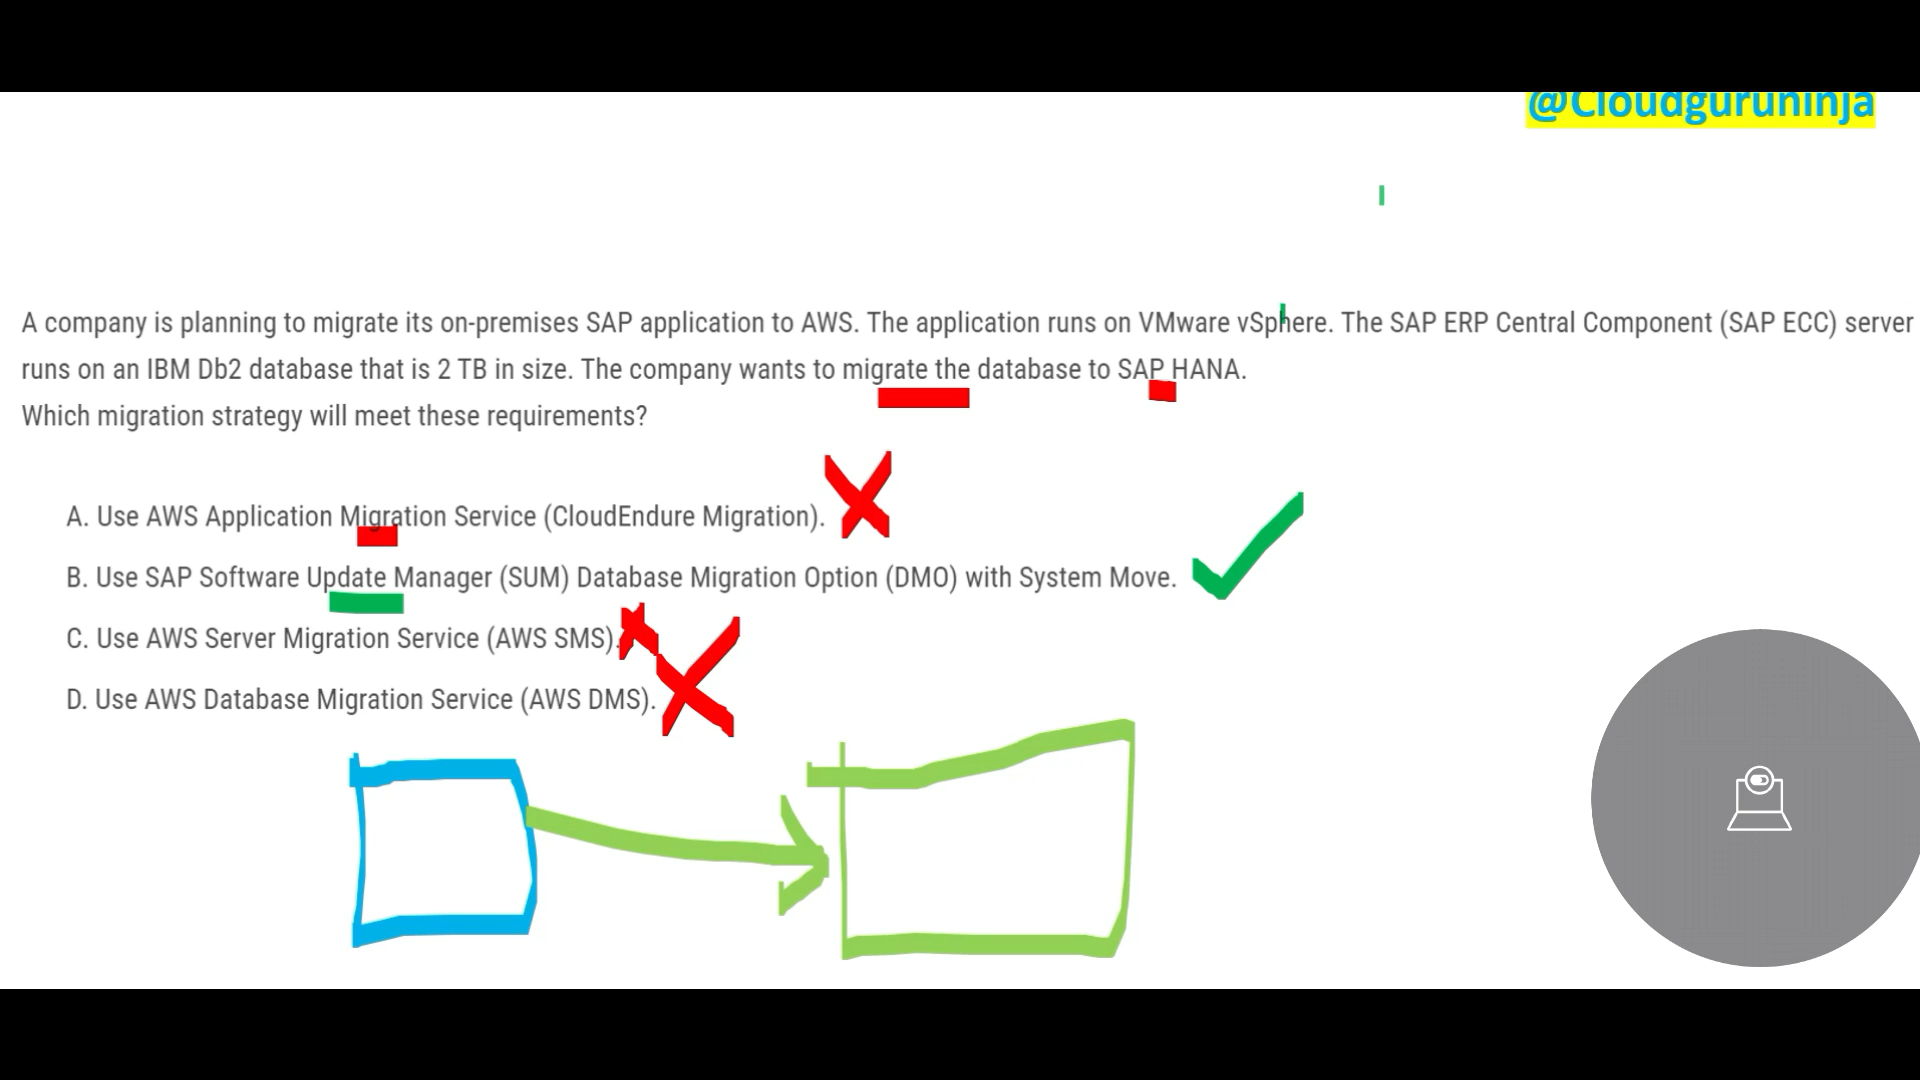 @Cloudguruninja
A company is planning to migrate its on-premises SAP application to AWS. The application runs on VMware vSphere. The SAP ERP Central Component (SAP ECC) server
runs on an IBM Db2 database that is 2 TB in size. The company wants to migrate the database to SAP HANA.
Which migration strategy will meet these requirements?
A. Use AWS Application Migration Service (CloudEndure Migration).
B. Use SAP Software Update Manager (SUM) Database Migration Option (DMO) with System Move.
C. Use AWS Server Migration Service (AWS SMS).
D. Use AWS Database Migration Service (AWS DMS).